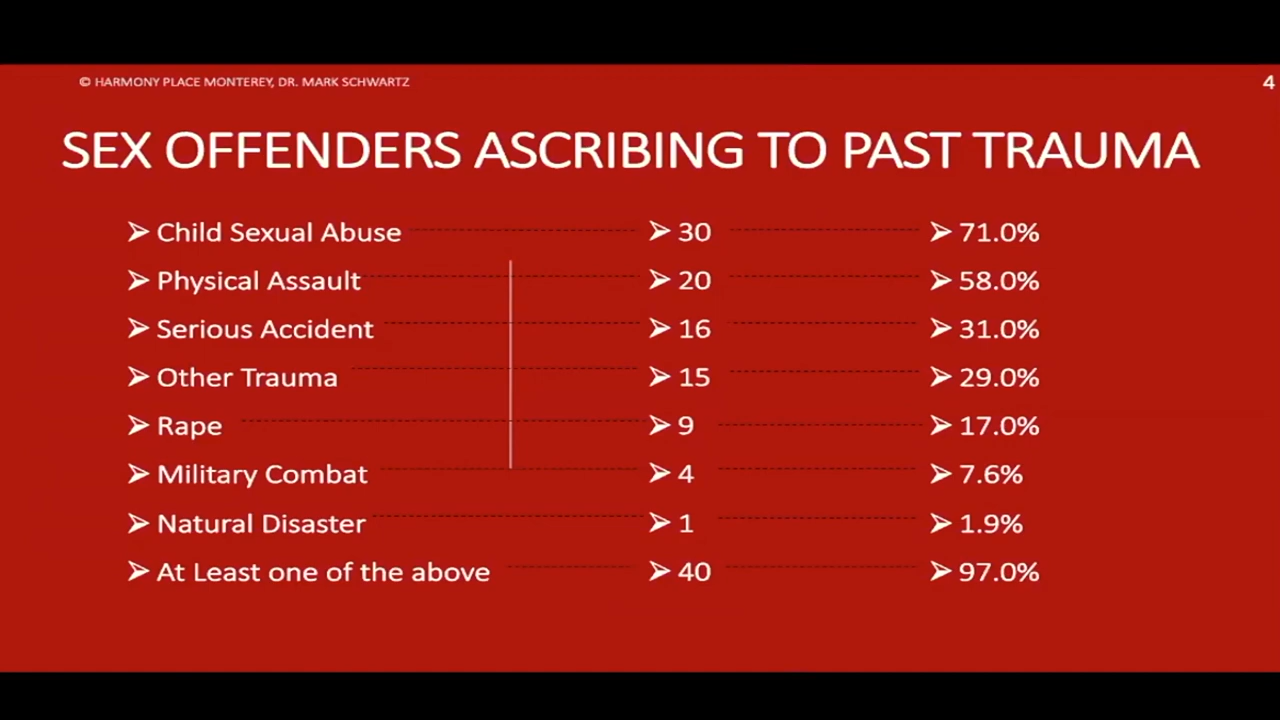 © HARMONY PLACE MONTEREY, DR. MARK SCHWARTZ 4
SEX OFFENDERS ASCRIBING TO PAST TRAUMA
➢ Child Sexual Abuse ➢ 30 ➢ 71.0%
➢ Physical Assault ➢ 20 ➢ 58.0%
➢ Serious Accident ➢ 16 ➢ 31.0%
➢ Other Trauma ➢ 15 ➢ 29.0%
➢ Rape ➢ 9 ➢ 17.0%
➢ Military Combat ➢ 4 ➢ 7.6%
➢ Natural Disaster ➢ 1 ➢ 1.9%
➢ At Least one of the above ➢ 40 ➢ 97.0%